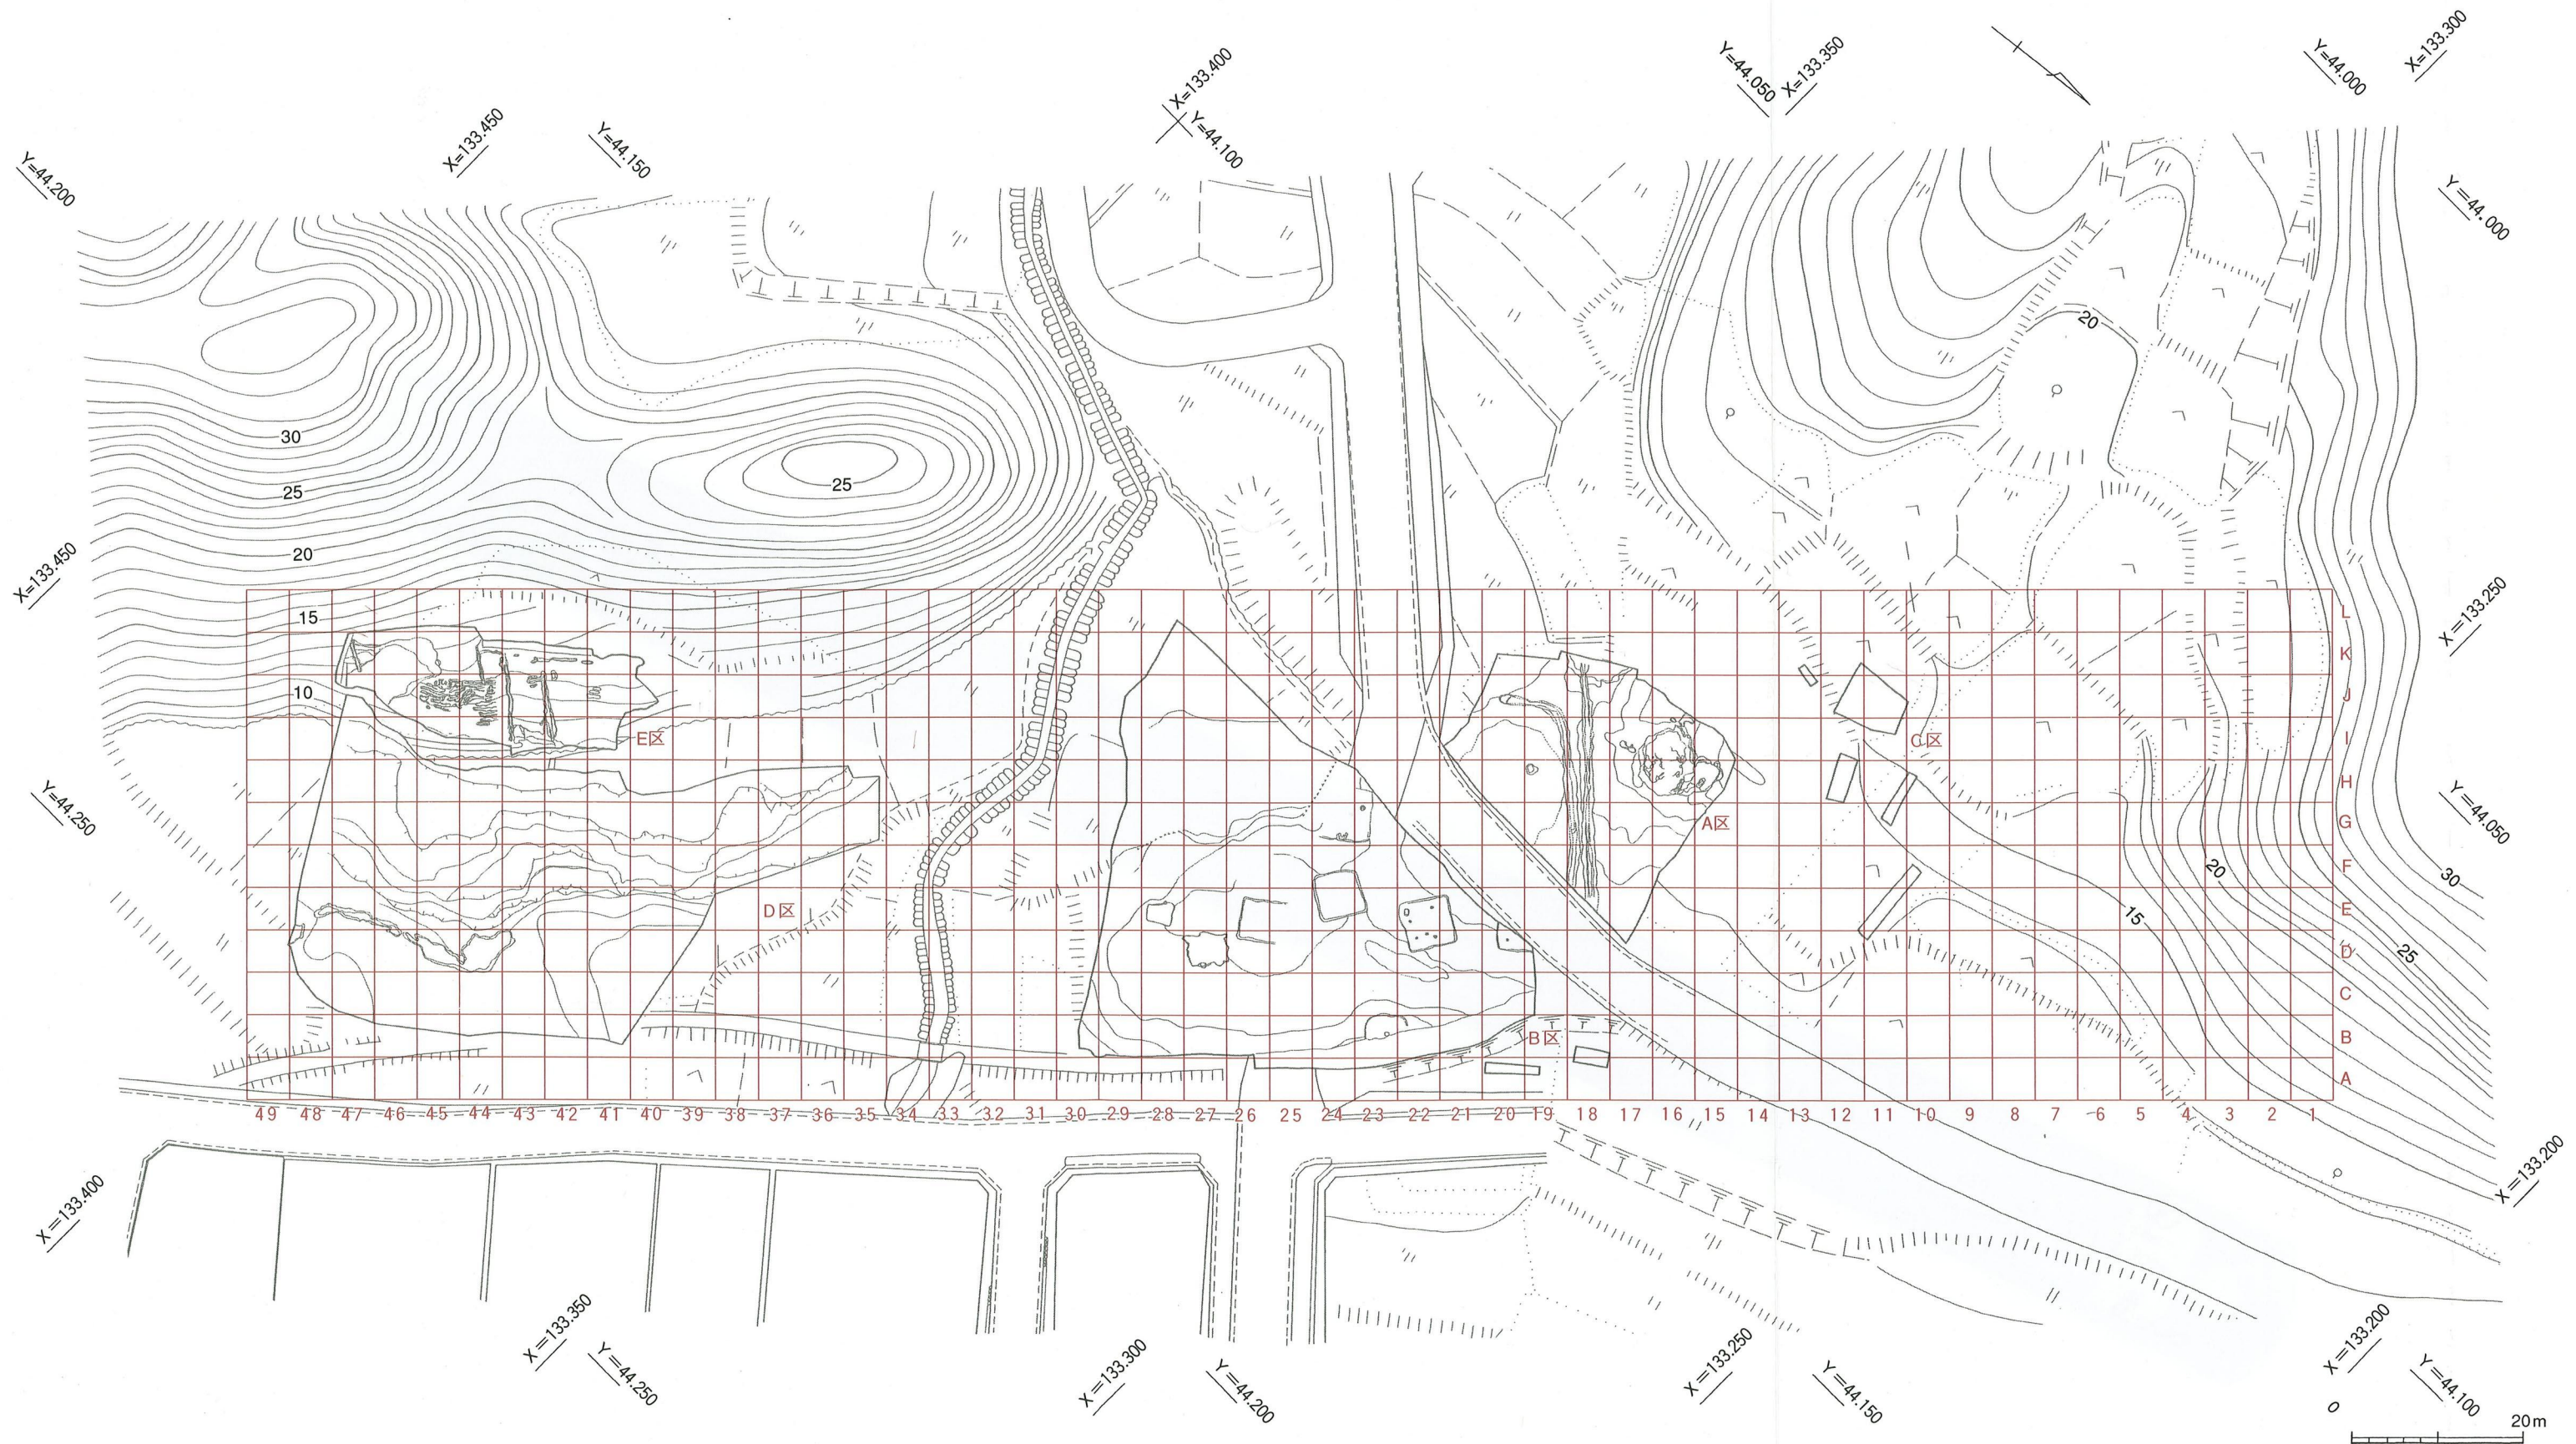 X=133.300
Y=44.000
Y=44.050
X=133.350
X=133.400
Y=44.100
X=133.450
Y=44.150
Y=44.200
Y=44.000
20
30
25
25
20
15
10
X=133.450
X=133.250
L
K
J
I
H
G
F
E
D
C
B
A
E区
C区
A区
D区
B区
Y=44.250
Y=44.050
20
30
15
25
49 48 47 46 45 44 43 42 41 40 39 38 37 36 35 34 33 32 31 30 29 28 27 26 25 24 23 22 21 20 19 18 17 16 15 14 13 12 11 10 9 8 7 6 5 4 3 2 1
X=133.400
X=133.200
X=133.350
Y=44.250
X=133.300
Y=44.200
X=133.250
Y=44.150
X=133.200
Y=44.100
0
20m